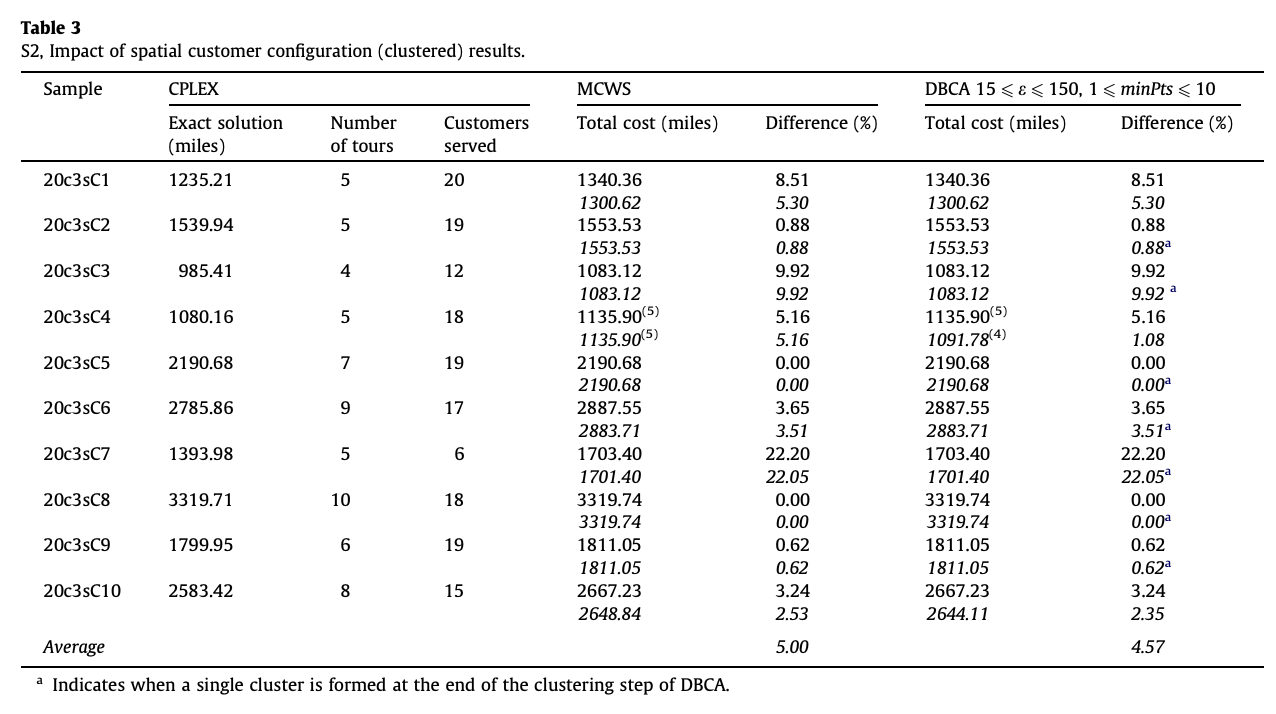 Table 3
S2, Impact of spatial customer configuration (clustered) results.
Sample CPLEX MCWS DBCA 15 ⩽ ε ⩽ 150, 1 ⩽ minPts ⩽ 10
Exact solution Number Customers Total cost (miles) Difference (%) Total cost (miles) Difference (%)
(miles) of tours served
20c3sC1 1235.21 5 20 1340.36 8.51 1340.36 8.51
1300.62 5.30 1300.62 5.30
20c3sC2 1539.94 5 19 1553.53 0.88 1553.53 0.88
1553.53 0.88 1553.53 0.88a
20c3sC3 985.41 4 12 1083.12 9.92 1083.12 9.92
1083.12 9.92 1083.12 9.92 a
20c3sC4 1080.16 5 18 1135.90(5) 5.16 1135.90(5) 5.16
1135.90(5) 5.16 1091.78(4) 1.08
20c3sC5 2190.68 7 19 2190.68 0.00 2190.68 0.00
2190.68 0.00 2190.68 0.00a
20c3sC6 2785.86 9 17 2887.55 3.65 2887.55 3.65
2883.71 3.51 2883.71 3.51a
20c3sC7 1393.98 5 6 1703.40 22.20 1703.40 22.20
1701.40 22.05 1701.40 22.05a
20c3sC8 3319.71 10 18 3319.74 0.00 3319.74 0.00
3319.74 0.00 3319.74 0.00a
20c3sC9 1799.95 6 19 1811.05 0.62 1811.05 0.62
1811.05 0.62 1811.05 0.62a
20c3sC10 2583.42 8 15 2667.23 3.24 2667.23 3.24
2648.84 2.53 2644.11 2.35
Average 5.00 4.57
a Indicates when a single cluster is formed at the end of the clustering step of DBCA.